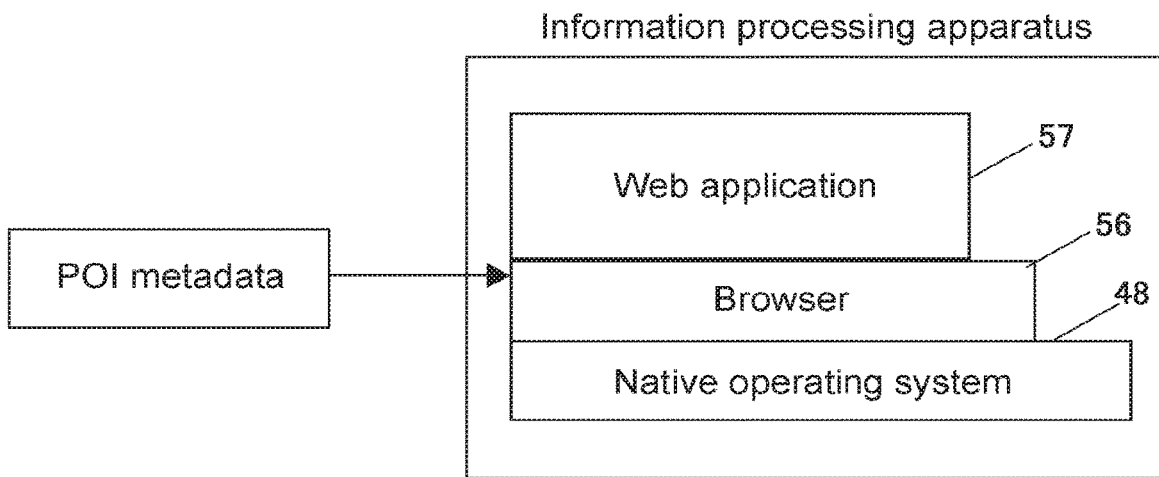 Information processing apparatus
57
Web application
56
POI metadata
Browser
48
Native operating system